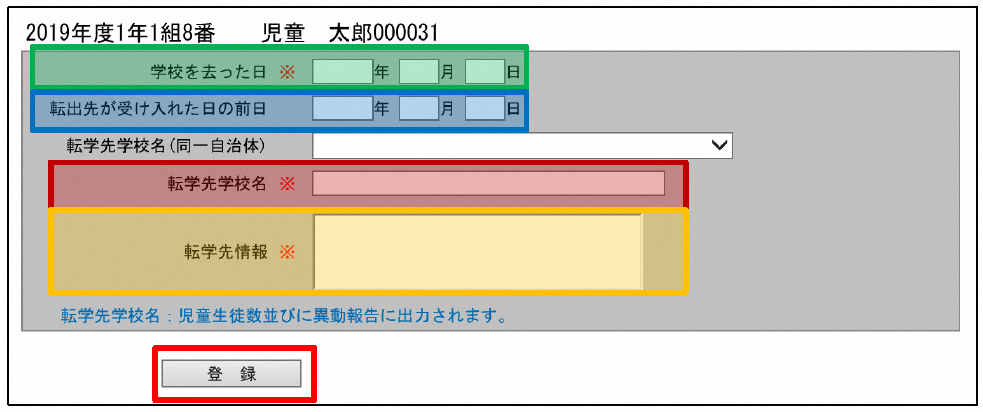 2019年度1年1組8番　　児童　太郎000031
学校を去った日 ※ 年 月 日
転出先が受け入れた日の前日 年 月 日
転学先学校名(同一自治体)
転学先学校名 ※
転学先情報 ※
転学先学校名：児童生徒数並びに異動報告に出力されます。
登　録